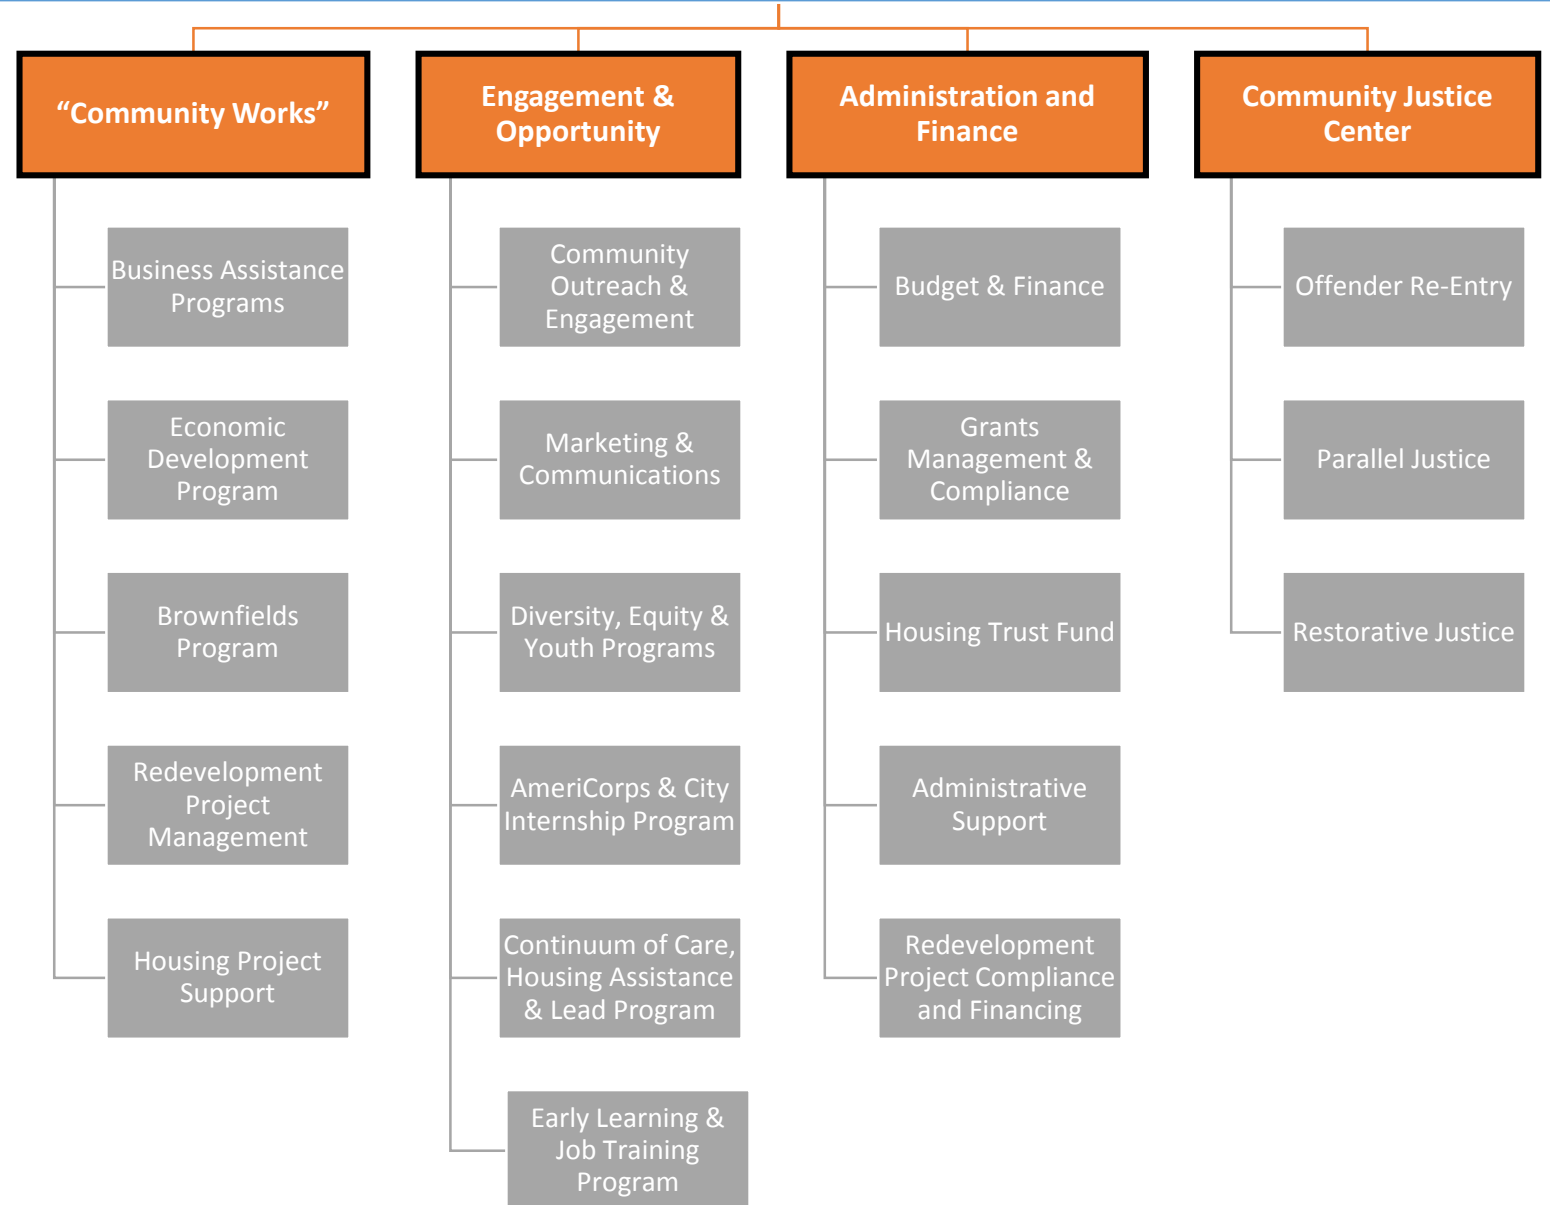 “Community Works”
Business Assistance
Programs
Economic
Development
Program
Brownfields
Program
Redevelopment
Project
Management
Housing Project
Support
Engagement &
Opportunity
Community
Outreach &
Engagement
Marketing &
Communications
Diversity, Equity &
Youth Programs
AmeriCorps & City
Internship Program
Continuum of Care,
Housing Assistance
& Lead Program
Early Learning &
Job Training
Program
Administration and
Finance
Budget & Finance
Grants
Management &
Compliance
Housing Trust Fund
Administrative
Support
Redevelopment
Project Compliance
and Financing
Community Justice
Center
Offender Re-Entry
Parallel Justice
Restorative Justice